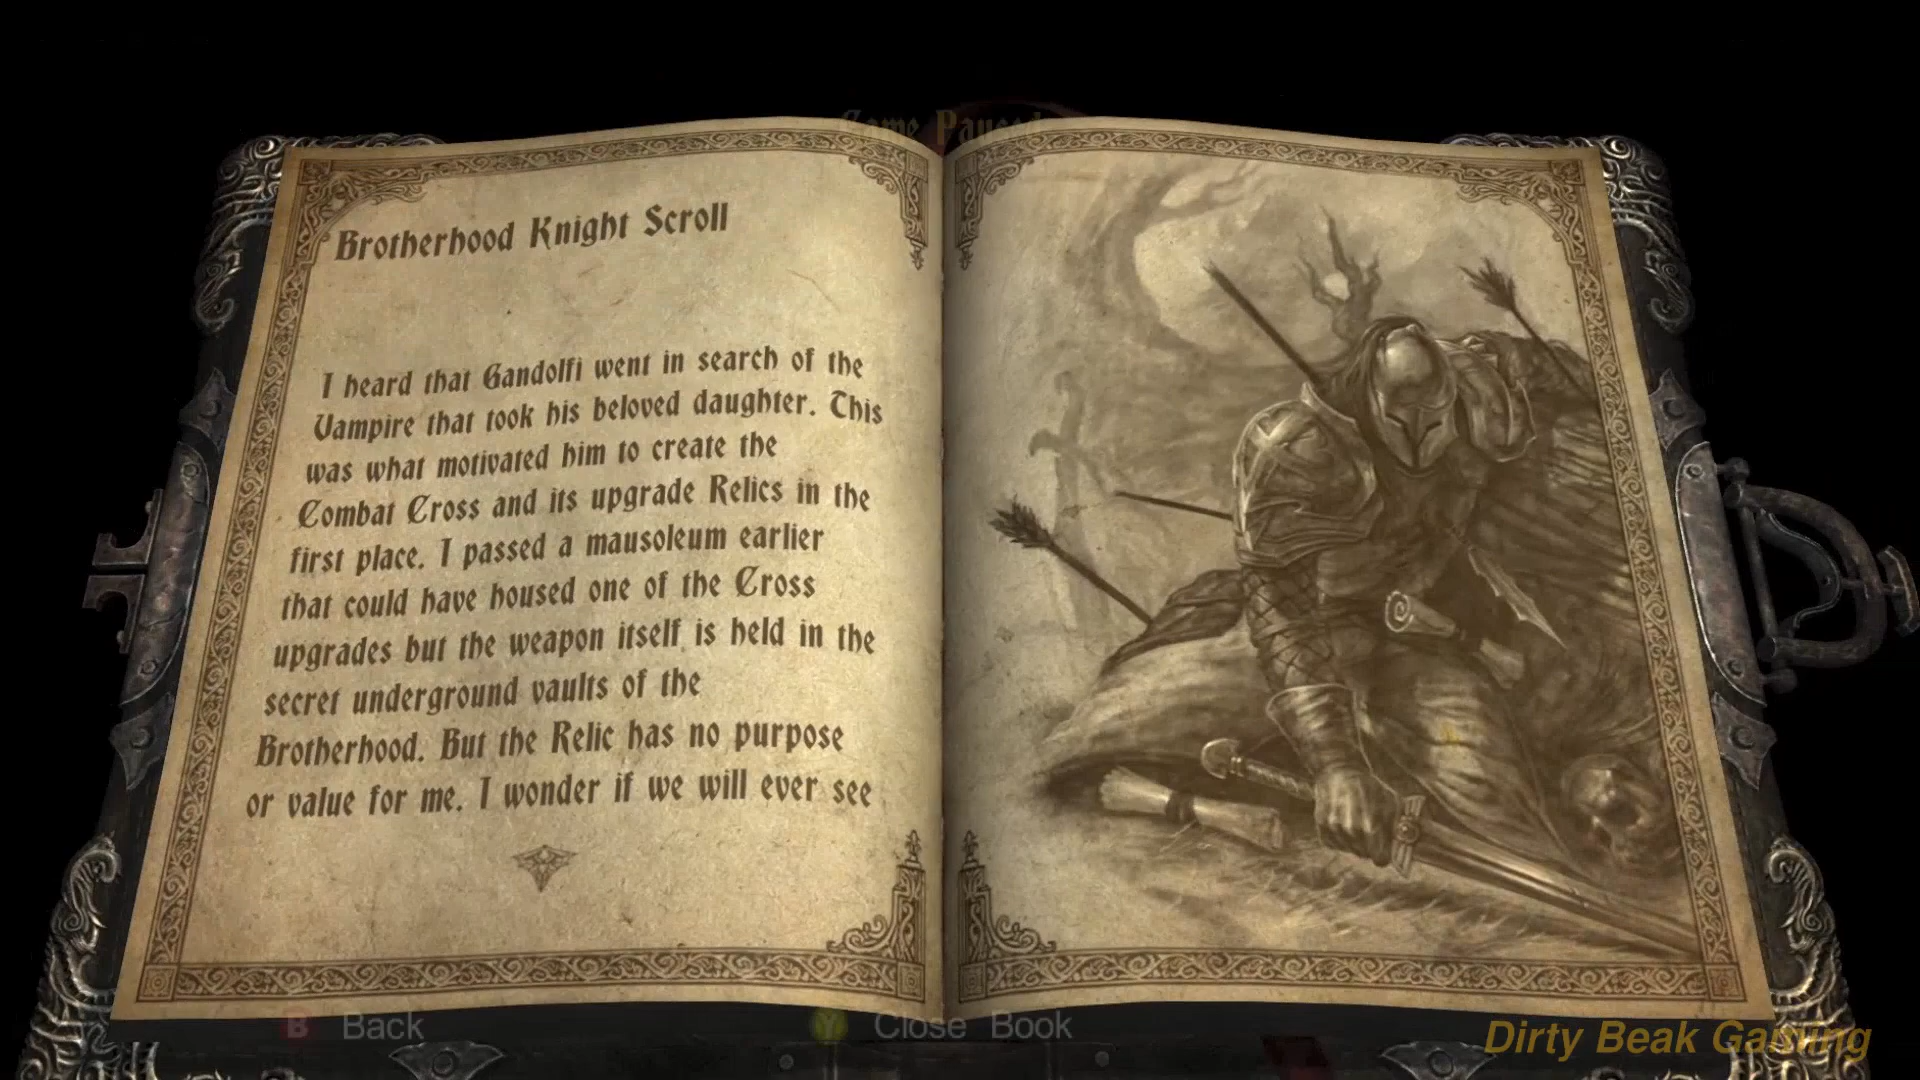 Game Paused
Brotherhood Knight Scroll
I heard that Gandolfi went in search of the
Vampire that took his beloved daughter. This
was what motivated him to create the
Combat Cross and its upgrade Relics in the
first place. I passed a mausoleum earlier
that could have housed one of the Cross
upgrades but the weapon itself is held in the
secret underground vaults of the
Brotherhood. But the Relic has no purpose
or value for me. I wonder if we will ever see
B Back
Y Close Book
Dirty Beak Gaming